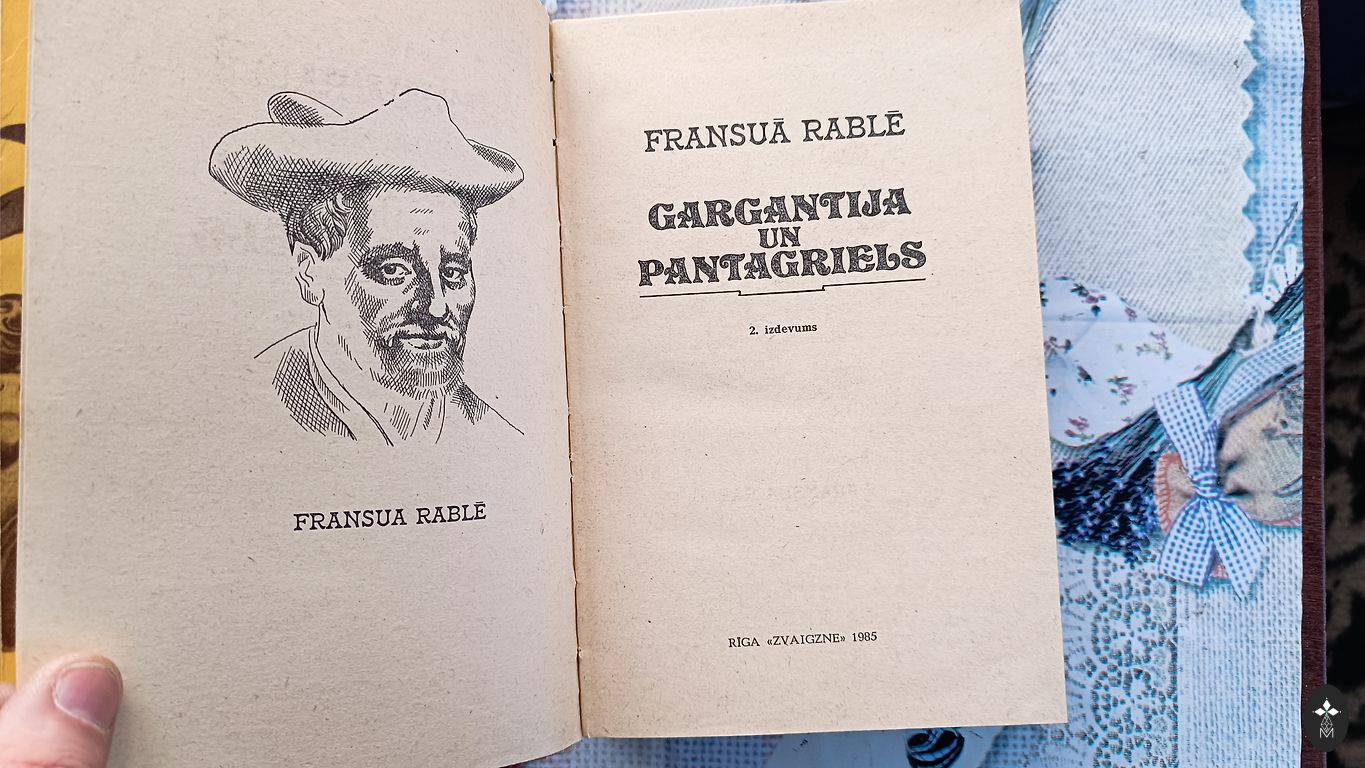 FRANSUA RABLĒ
FRANSUĀ RABLĒ
GARGANTIJA
UN
PANTAGRIELS
2. izdevums
RĪGA «ZVAIGZNE» 1985